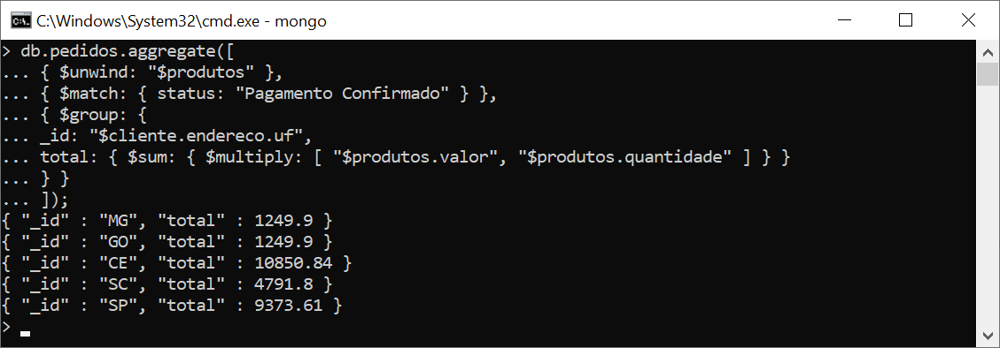 C:\Windows\System32\cmd.exe - mongo
> db.pedidos.aggregate([
... { $unwind: "$produtos" },
... { $match: { status: "Pagamento Confirmado" } },
... { $group: {
... _id: "$cliente.endereco.uf",
... total: { $sum: { $multiply: [ "$produtos.valor", "$produtos.quantidade" ] } }
... } }
... ]);
{ "_id" : "MG", "total" : 1249.9 }
{ "_id" : "GO", "total" : 1249.9 }
{ "_id" : "CE", "total" : 10850.84 }
{ "_id" : "SC", "total" : 4791.8 }
{ "_id" : "SP", "total" : 9373.61 }
>